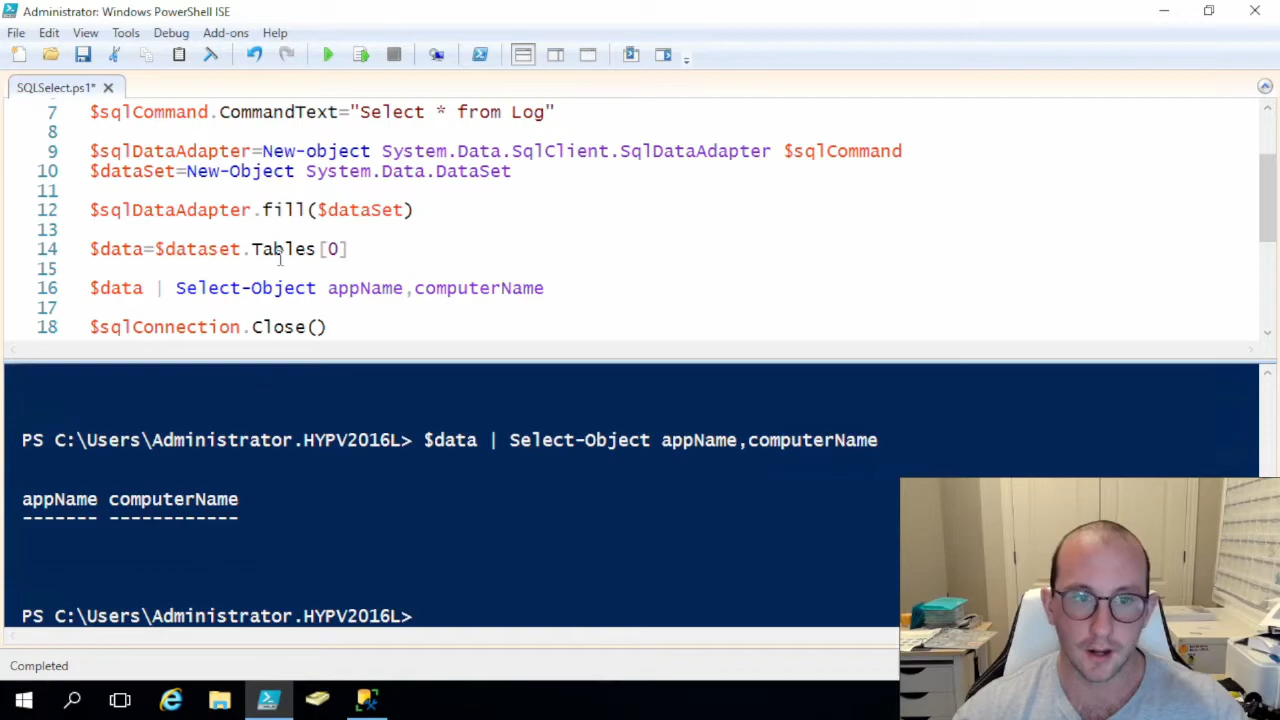 Administrator: Windows PowerShell ISE
File Edit View Tools Debug Add-ons Help
SQLSelect.ps1*
7 $sqlCommand.CommandText="Select * from Log"
8
9 $sqlDataAdapter=New-object System.Data.SqlClient.SqlDataAdapter $sqlCommand
10 $dataSet=New-Object System.Data.DataSet
11
12 $sqlDataAdapter.fill($dataSet)
13
14 $data=$dataset.Tables[0]
15
16 $data | Select-Object appName,computerName
17
18 $sqlConnection.Close()
PS C:\Users\Administrator.HYPV2016L> $data | Select-Object appName,computerName
appName computerName
------- ------------
PS C:\Users\Administrator.HYPV2016L>
Completed